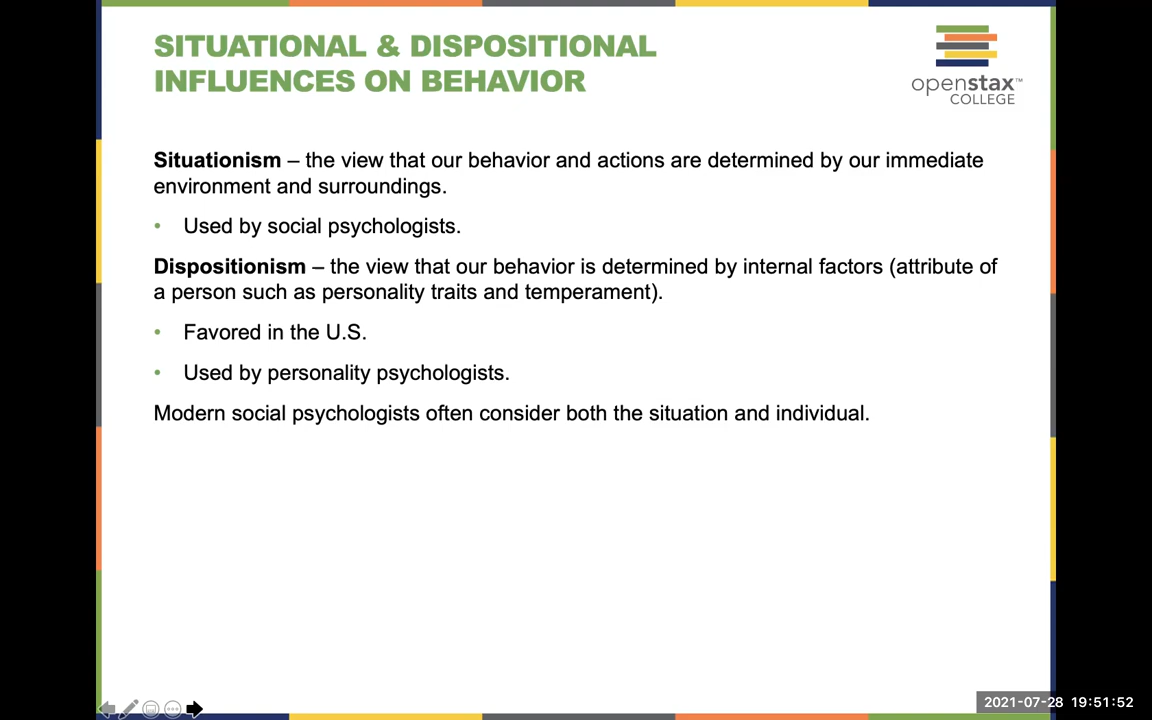 SITUATIONAL & DISPOSITIONAL
INFLUENCES ON BEHAVIOR
openstax™
COLLEGE
Situationism – the view that our behavior and actions are determined by our immediate
environment and surroundings.
• Used by social psychologists.
Dispositionism – the view that our behavior is determined by internal factors (attribute of
a person such as personality traits and temperament).
• Favored in the U.S.
• Used by personality psychologists.
Modern social psychologists often consider both the situation and individual.
2021-07-28 19:51:52